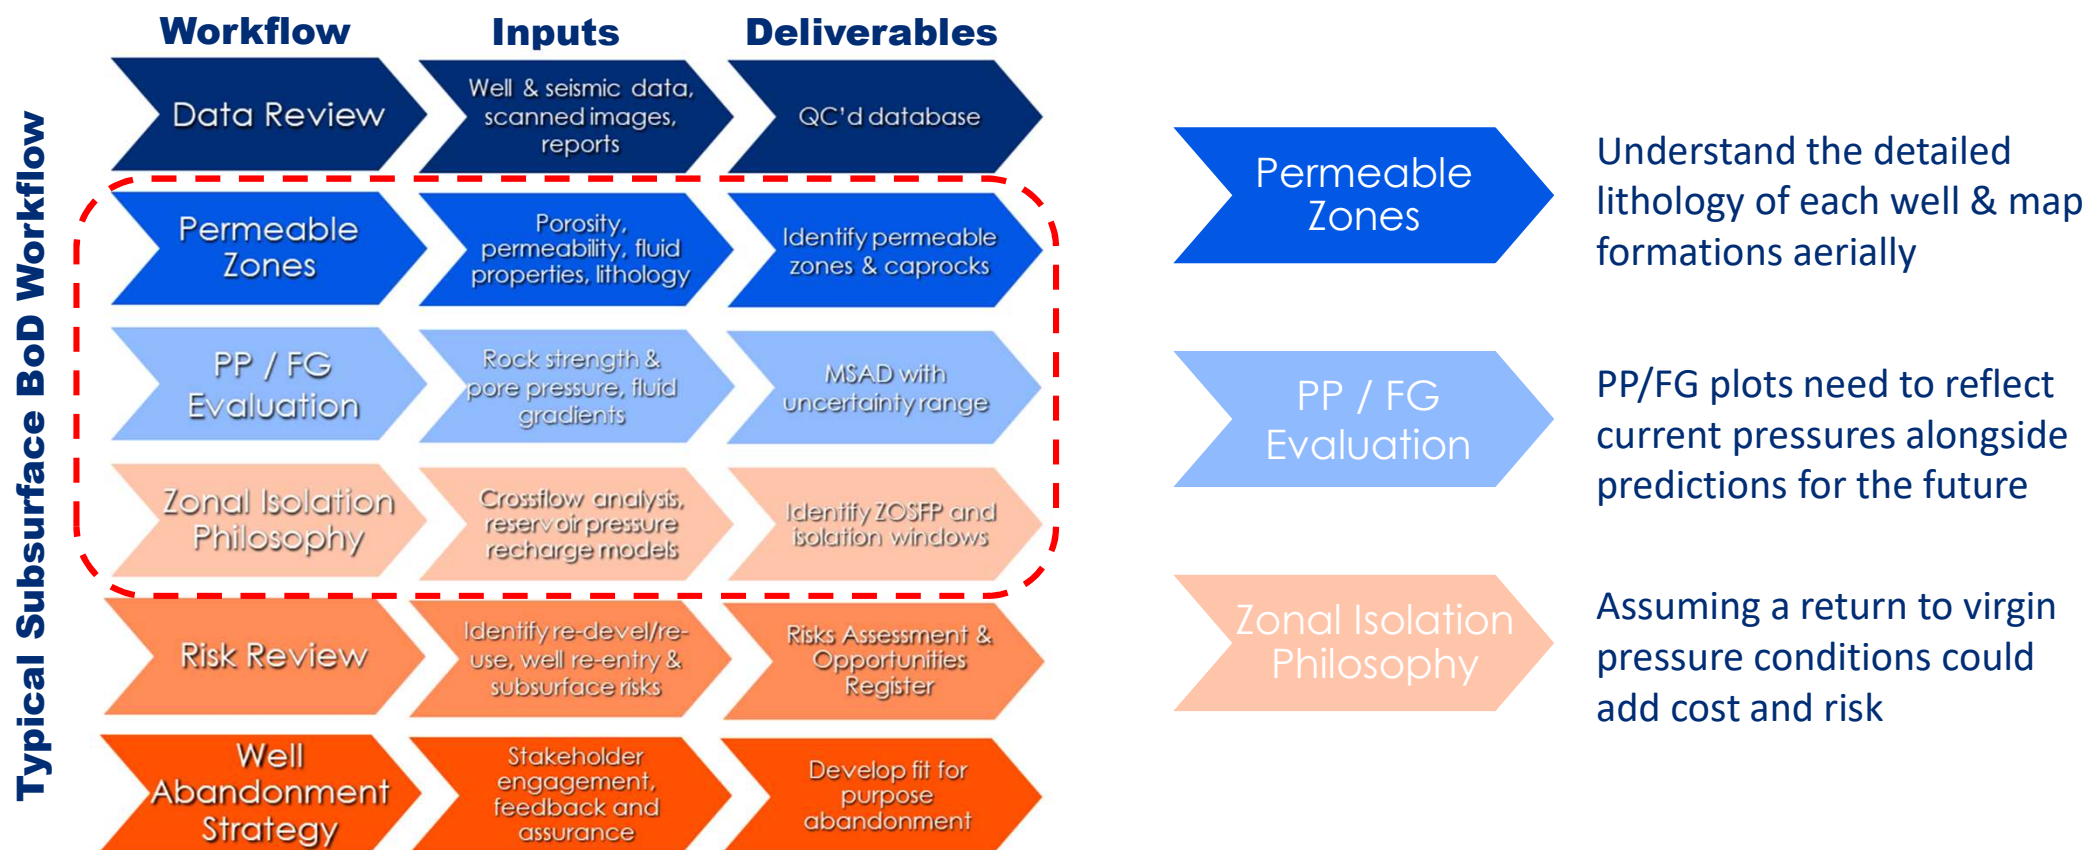 Typical Subsurface BoD Workflow
Workflow
Inputs
Deliverables
Data Review
Well & seismic data,
scanned images,
reports
QC'd database
Permeable
Zones
Porosity,
permeability, fluid
properties, lithology
Identify permeable
zones & caprocks
PP / FG
Evaluation
Rock strength &
pore pressure, fluid
gradients
MSAD with
uncertainty range
Zonal Isolation
Philosophy
Crossflow analysis,
reservoir pressure
recharge models
Identify ZOSFP and
isolation windows
Risk Review
Identify re-devel/re-
use, well re-entry &
subsurface risks
Risks Assessment &
Opportunities
Register
Well
Abandonment
Strategy
Stakeholder
engagement,
feedback and
assurance
Develop fit for
purpose
abandonment
Permeable
Zones
Understand the detailed
lithology of each well & map
formations aerially
PP / FG
Evaluation
PP/FG plots need to reflect
current pressures alongside
predictions for the future
Zonal Isolation
Philosophy
Assuming a return to virgin
pressure conditions could
add cost and risk